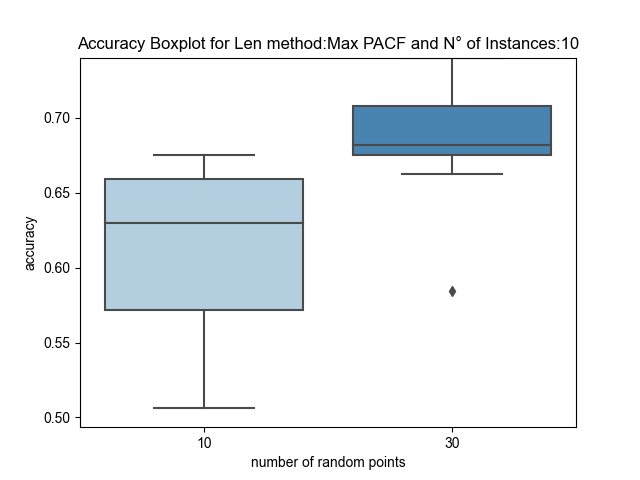 Accuracy Boxplot for Len method:Max PACF and N° of Instances:10
0.70
0.65
0.60
0.55
0.50
accuracy
10
30
number of random points